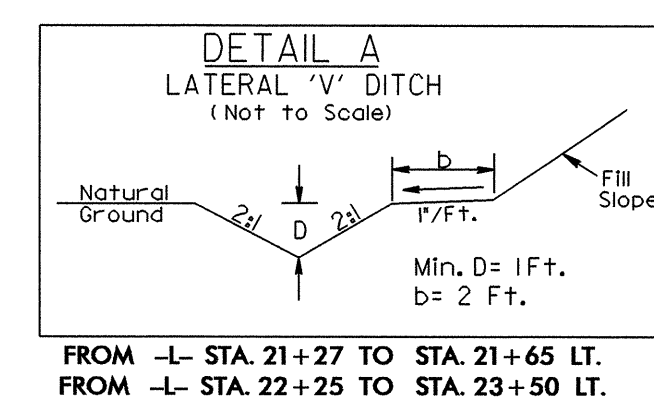 DETAIL A
LATERAL 'V' DITCH
(Not to Scale)
b
Natural
Ground
2:1
D
2:1
1"/Ft.
Fill
Slope
Min. D= 1Ft.
b= 2 Ft.
FROM -L- STA. 21+27 TO STA. 21+65 LT.
FROM -L- STA. 22+25 TO STA. 23+50 LT.